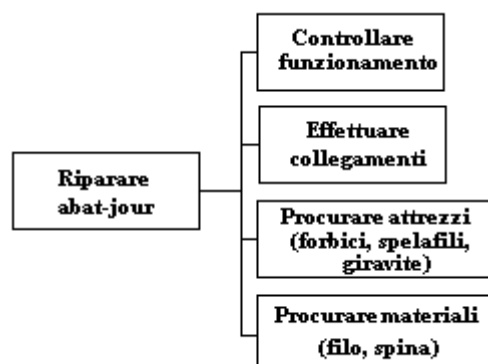 Controllare
funzionamento
Effettuare
collegamenti
Riparare
abat-jour
Procurare attrezzi
(forbici, spelafili,
giravite)
Procurare materiali
(filo, spina)